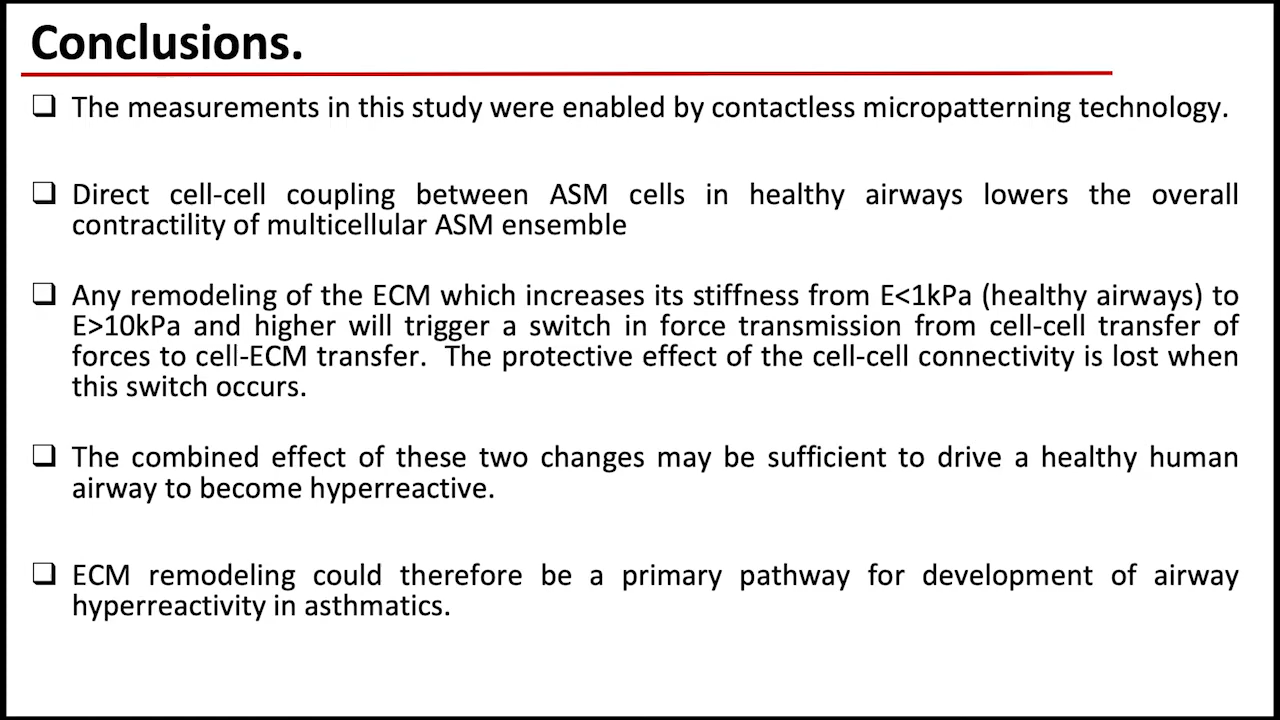 Conclusions.
❑ The measurements in this study were enabled by contactless micropatterning technology.
❑ Direct cell-cell coupling between ASM cells in healthy airways lowers the overall
contractility of multicellular ASM ensemble
❑ Any remodeling of the ECM which increases its stiffness from E<1kPa (healthy airways) to
E>10kPa and higher will trigger a switch in force transmission from cell-cell transfer of
forces to cell-ECM transfer. The protective effect of the cell-cell connectivity is lost when
this switch occurs.
❑ The combined effect of these two changes may be sufficient to drive a healthy human
airway to become hyperreactive.
❑ ECM remodeling could therefore be a primary pathway for development of airway
hyperreactivity in asthmatics.